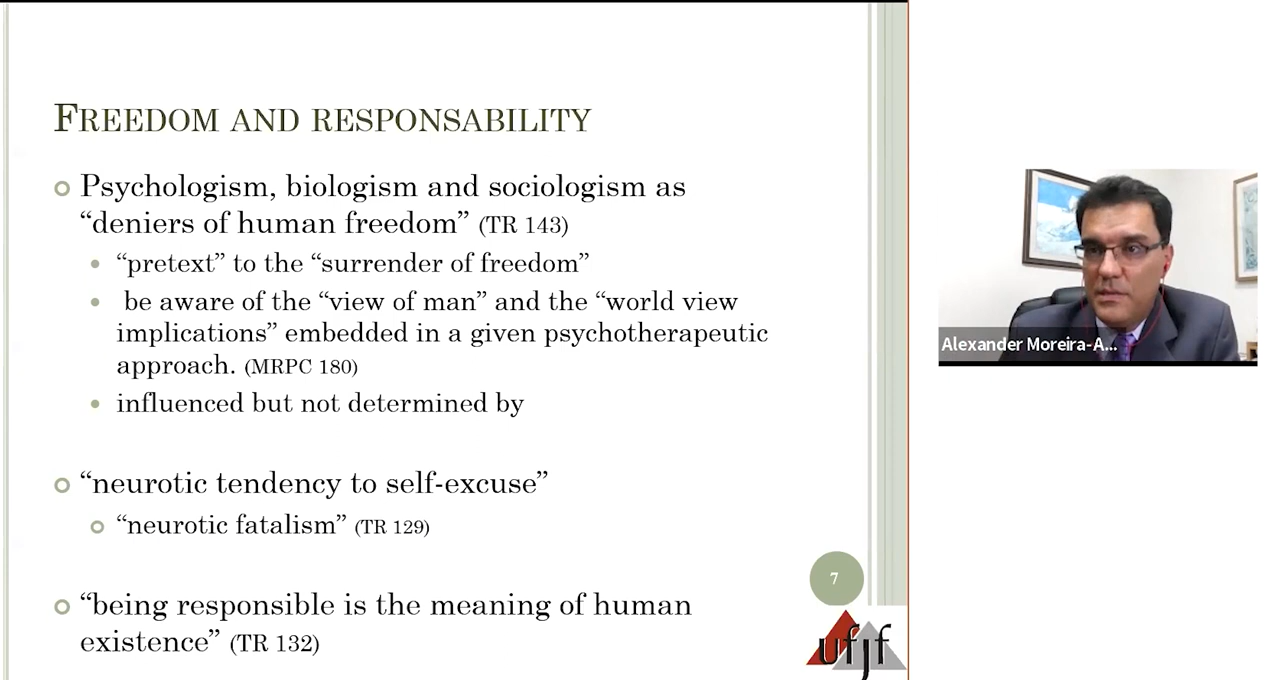 FREEDOM AND RESPONSABILITY
Psychologism, biologism and sociologism as
“deniers of human freedom” (TR 143)
“pretext” to the “surrender of freedom”
be aware of the “view of man” and the “world view
implications” embedded in a given psychotherapeutic
approach. (MRPC 180)
influenced but not determined by
“neurotic tendency to self-excuse”
“neurotic fatalism” (TR 129)
“being responsible is the meaning of human
existence” (TR 132)
7
ufjf
Alexander Moreira-A...